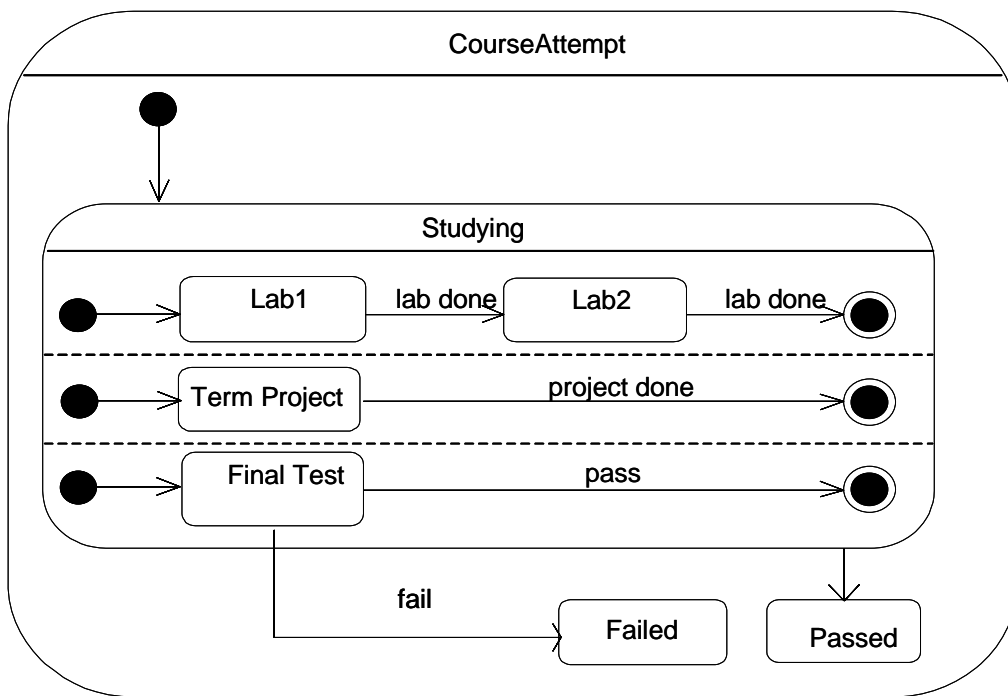 CourseAttempt
Studying
Lab1
lab done
Lab2
lab done
Term Project
project done
Final Test
pass
fail
Failed
Passed